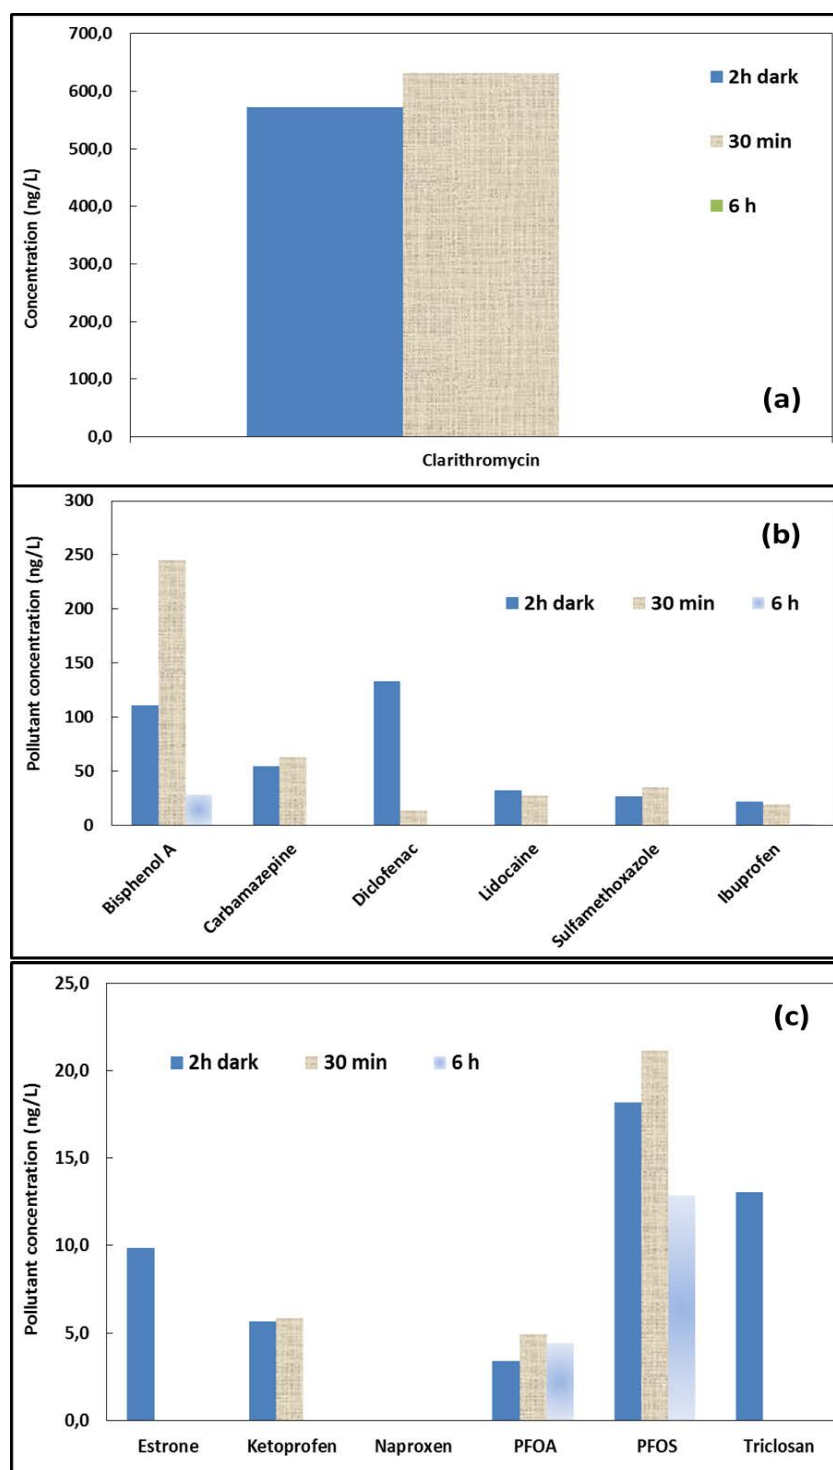 700,0
600,0
500,0
400,0
300,0
200,0
100,0
0,0
Concentration (ng/L)
2h dark
30 min
6 h
(a)
Clarithromycin
300
250
200
150
100
50
0
Pollutant concentration (ng/L)
(b)
2h dark 30 min 6 h
Bisphenol A Carbamazepine Diclofenac Lidocaine Sulfamethoxazole Ibuprofen
25,0
20,0
15,0
10,0
5,0
0,0
Pollutant concentration (ng/L)
(c)
2h dark 30 min 6 h
Estrone Ketoprofen Naproxen PFOA PFOS Triclosan